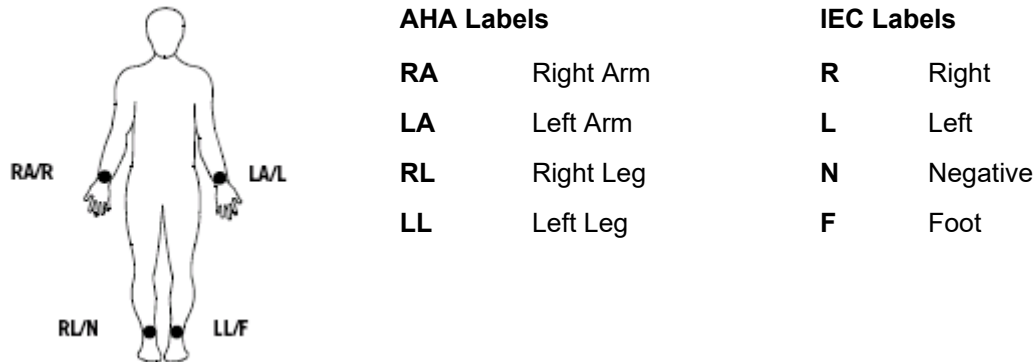 AHA Labels IEC Labels
RA Right Arm R Right
LA Left Arm L Left
RL Right Leg N Negative
LL Left Leg F Foot
RA/R LA/L
RL/N LL/F